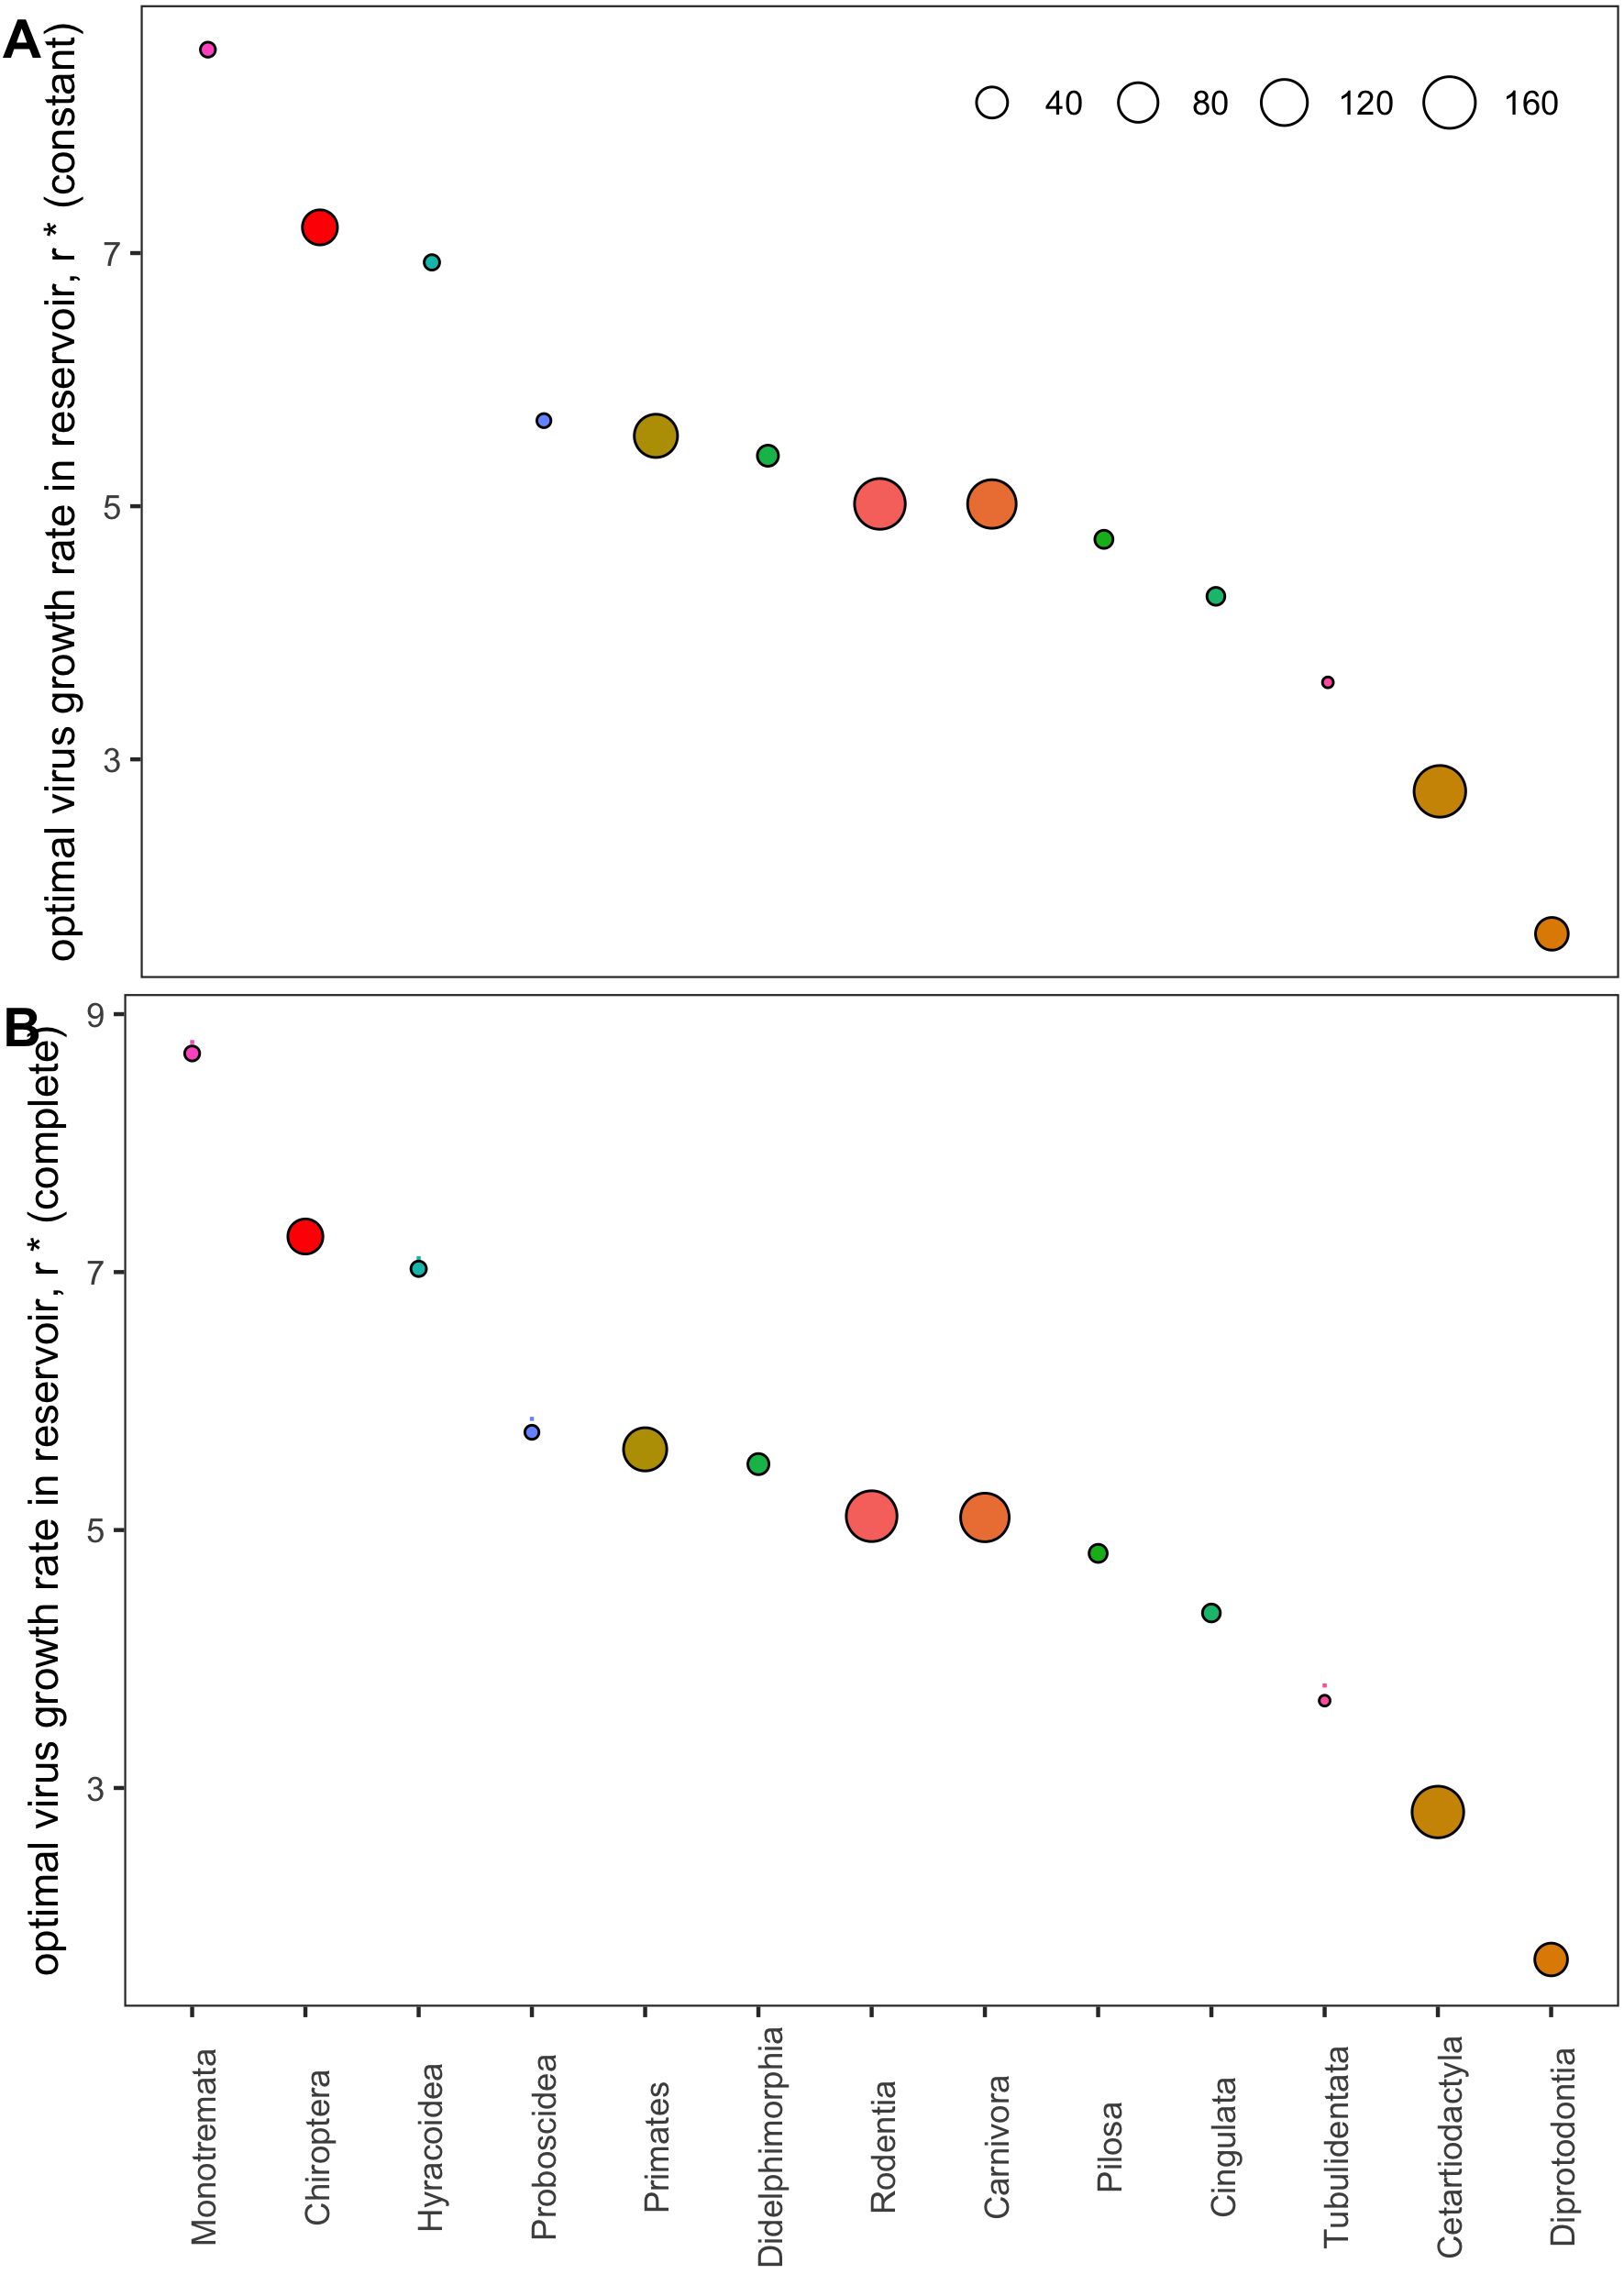 A
optimal virus growth rate in reservoir, r * (constant)
40 80 120 160
7
5
3
B
optimal virus growth rate in reservoir, r * (complete)
9
7
5
3
Monotremata
Chiroptera
Hyracoidea
Proboscidea
Primates
Didelphimorphia
Rodentia
Carnivora
Pilosa
Cingulata
Tubulidentata
Cetartiodactyla
Diprotodontia